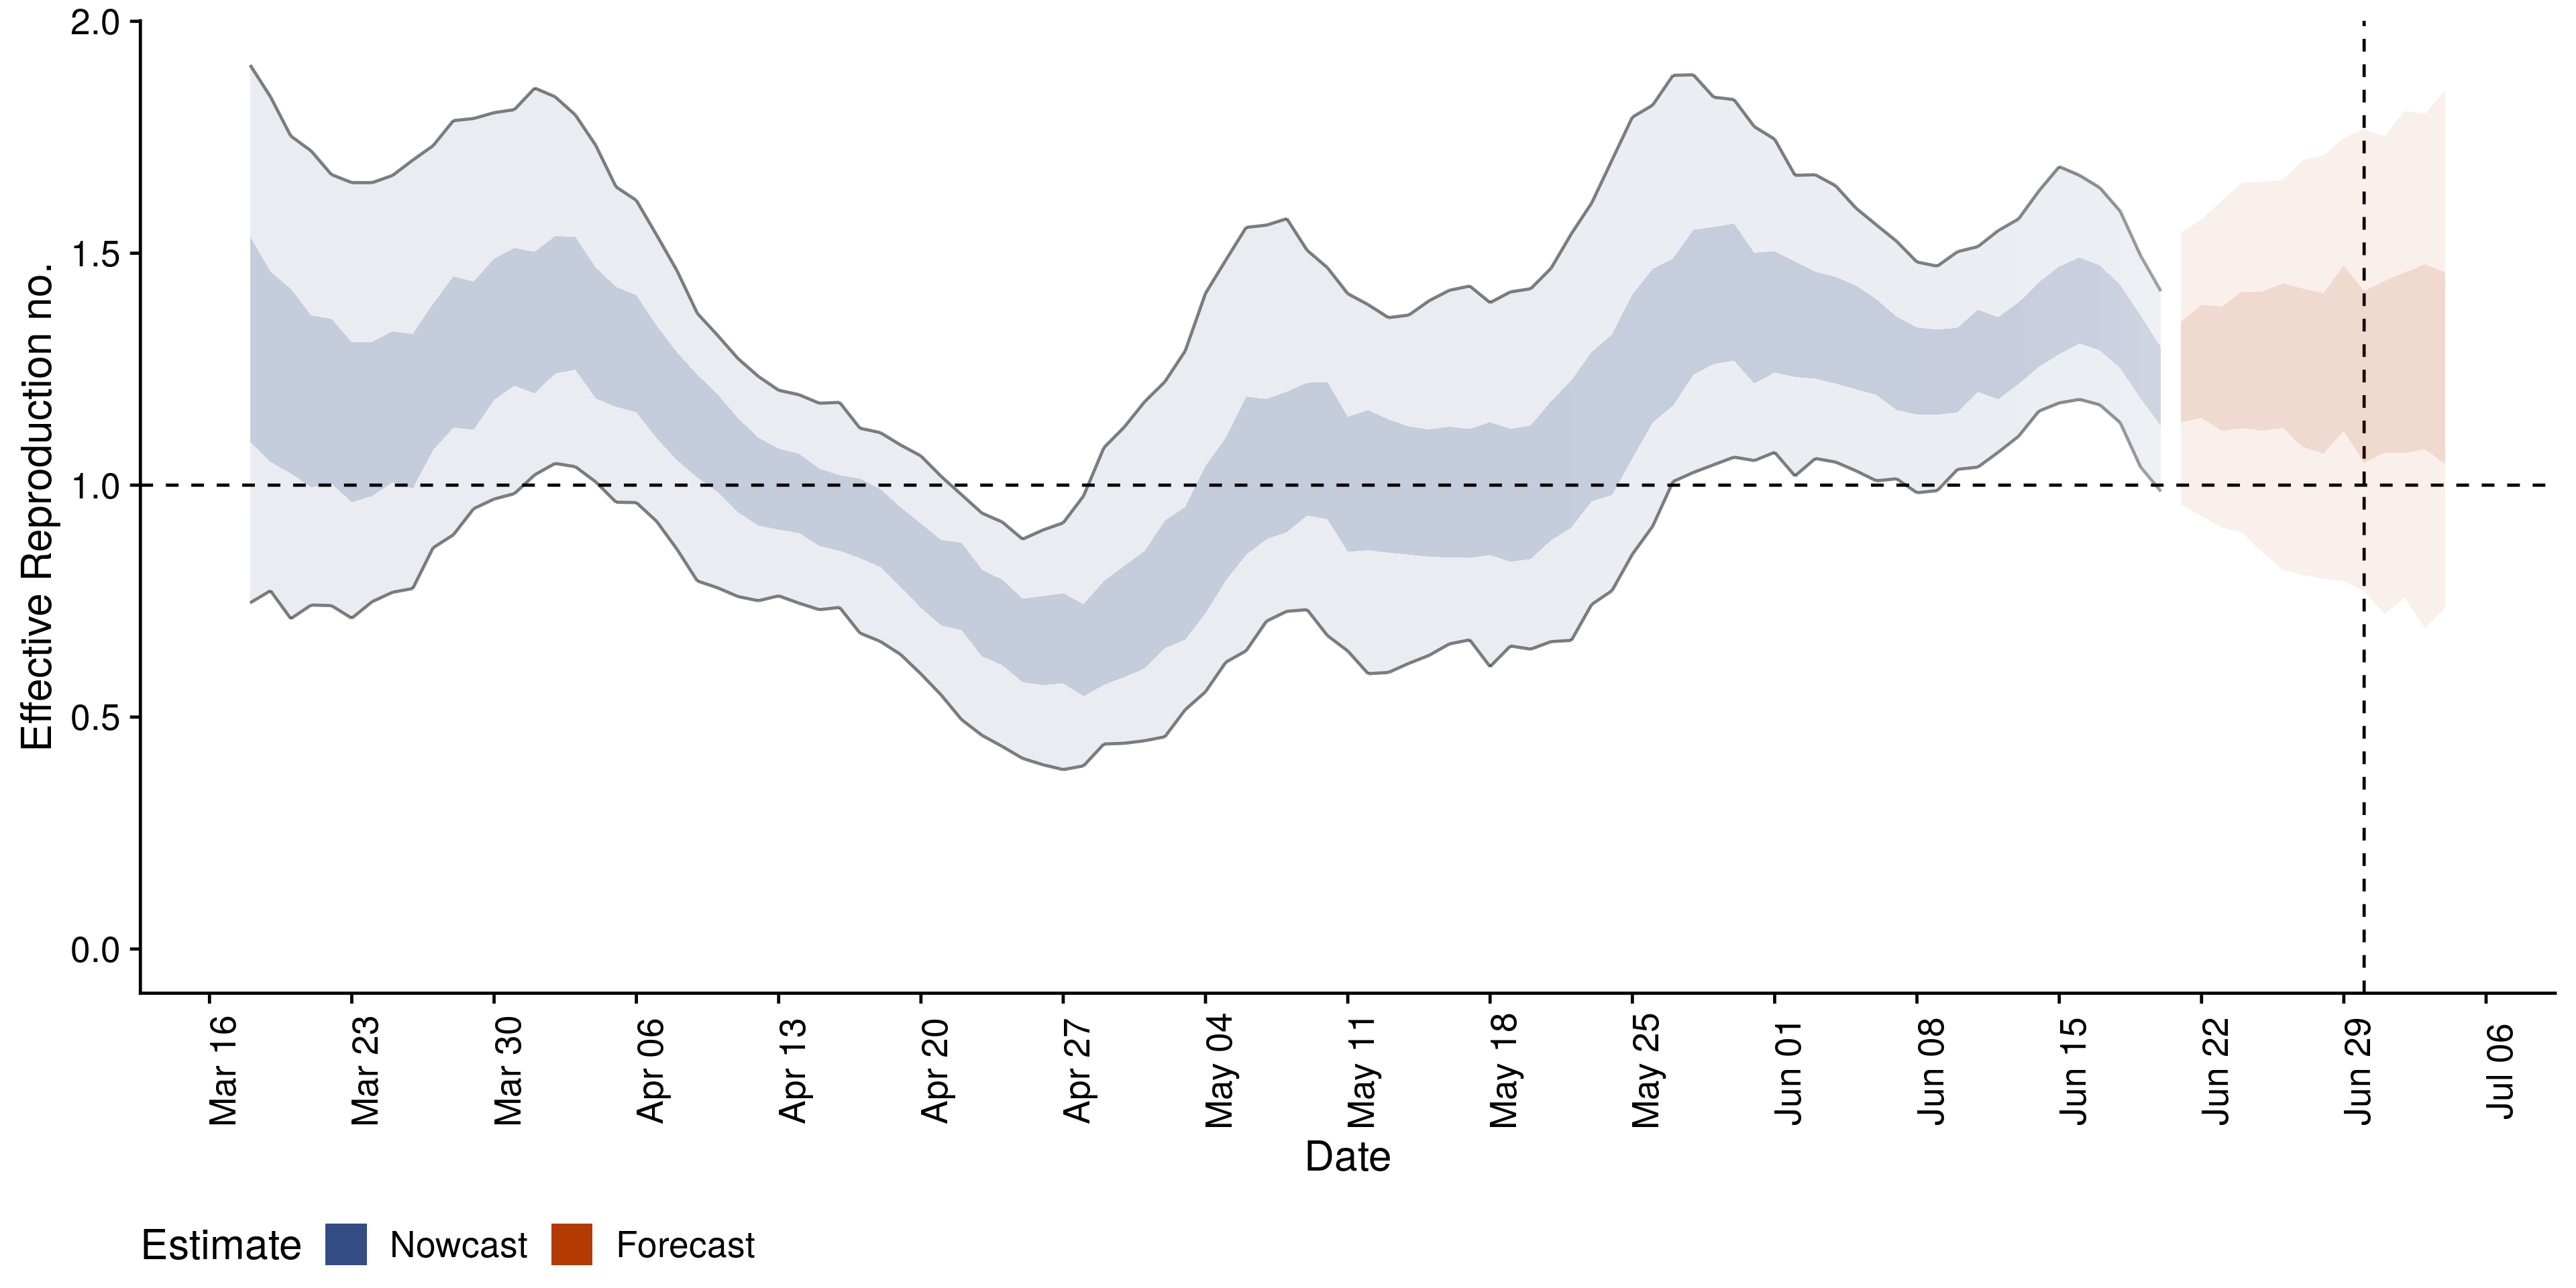 Effective Reproduction no.
2.0
1.5
1.0
0.5
0.0
Mar 16
Mar 23
Mar 30
Apr 06
Apr 13
Apr 20
Apr 27
May 04
May 11
May 18
May 25
Jun 01
Jun 08
Jun 15
Jun 22
Jun 29
Jul 06
Date
Estimate Nowcast Forecast